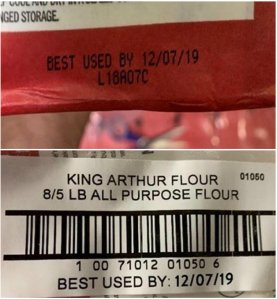 NGED STORAGE.
BEST USED BY 12/07/19
L18A07C
KING ARTHUR FLOUR 01050
8/5 LB ALL PURPOSE FLOUR
1 00 71012 01050 6
BEST USED BY: 12/07/19